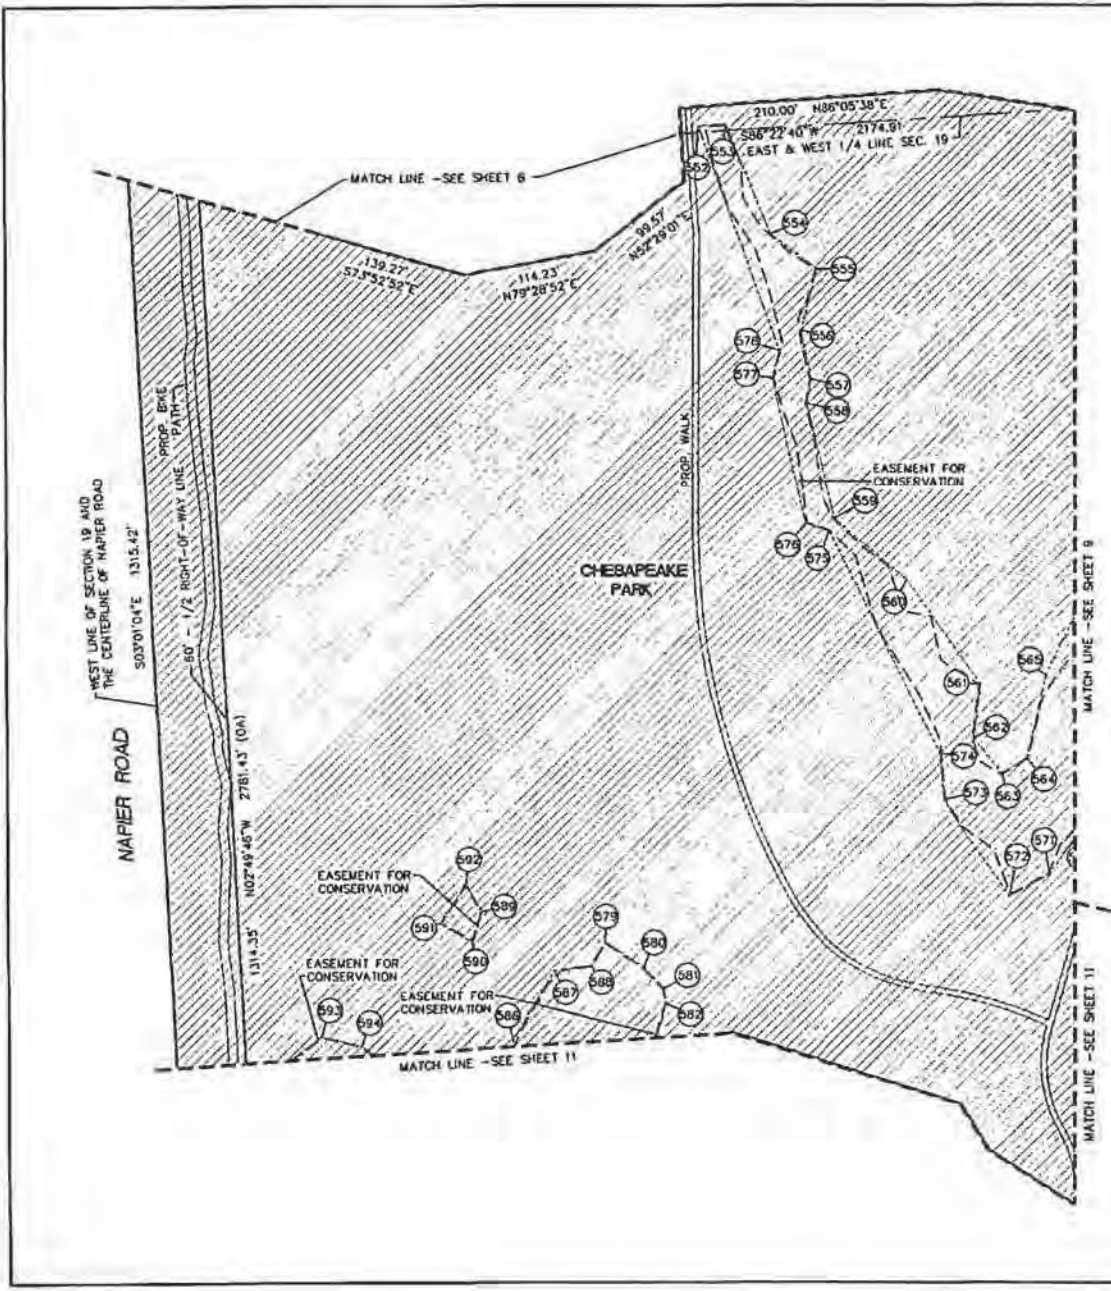 210.00' N86°05'38"E
S86°22'40"W 2174.91
EAST & WEST 1/4 LINE SEC. 19
552
553
MATCH LINE -SEE SHEET 6
554
99.57
N52°29'01"E
555
139.27'
S73°52'52"E
114.23'
N79°28'52"E
578
556
577
557
558
PROP. BIKE
PATH
PROP. WALK
EASEMENT FOR
CONSERVATION
559
WEST LINE OF SECTION 19 AND
THE CENTERLINE OF NAPIER ROAD
S03°01'04"E 1315.42'
60' - 1/2 RIGHT-OF-WAY LINE
576
575
CHESAPEAKE
PARK
560
MATCH LINE -SEE SHEET 9
565
561
562
574
564
563
573
NAPIER ROAD
N02°49'46"W 2781.43' (OA)
1314.35'
571
572
592
EASEMENT FOR
CONSERVATION
589
591
590
579
580
EASEMENT FOR
CONSERVATION
581
588
587
EASEMENT FOR
CONSERVATION
593
594
586
582
MATCH LINE -SEE SHEET 11
MATCH LINE -SEE SHEET 11